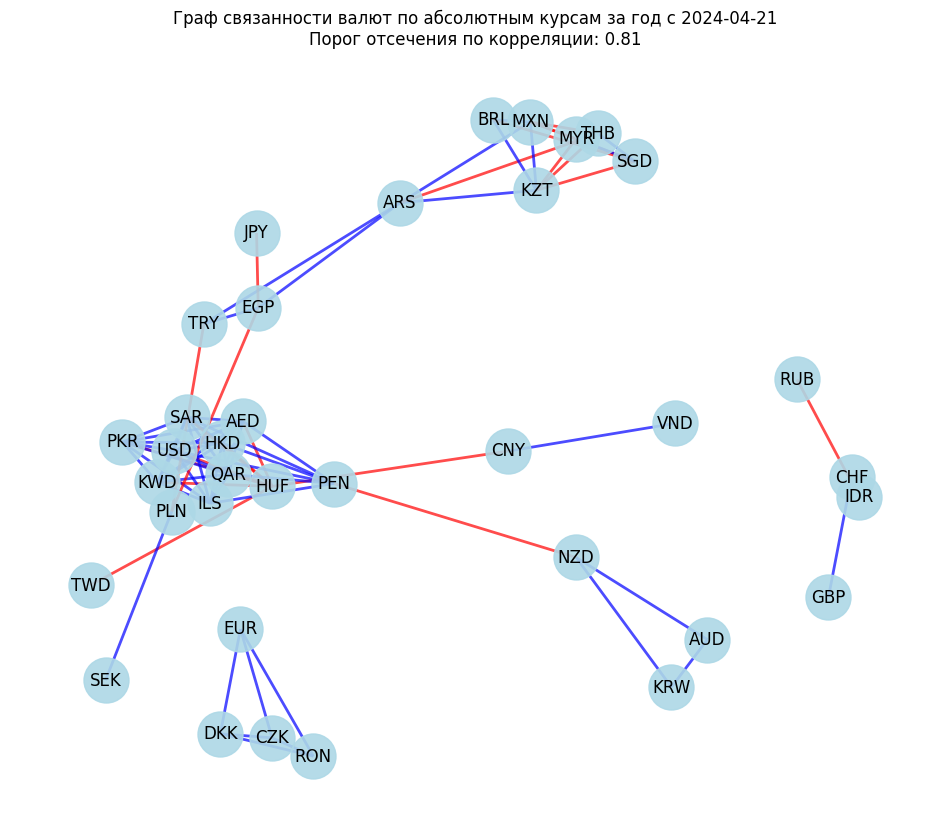 Граф связанности валют по абсолютным курсам за год с 2024-04-21
Порог отсечения по корреляции: 0.81
BRL
MXN
THB
MYR
SGD
KZT
ARS
JPY
EGP
TRY
RUB
SAR
AED
VND
PKR
HKD
USD
CNY
QAR
CHF
KWD
HUF
PEN
IDR
ILS
PLN
NZD
TWD
GBP
EUR
AUD
SEK
KRW
DKK
CZK
RON